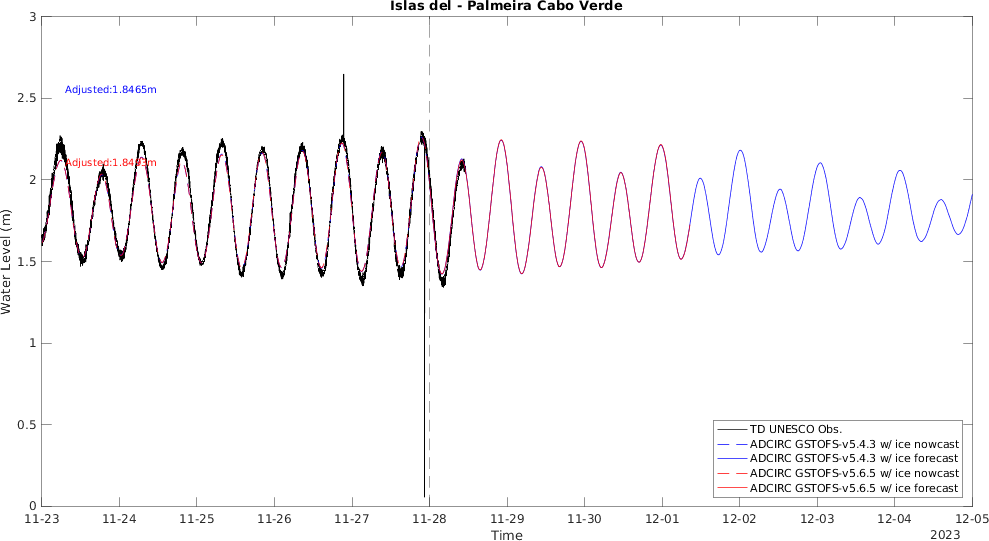 Islas del - Palmeira Cabo Verde
3
2.5
2
1.5
1
0.5
0
Water Level (m)
Adjusted:1.8465m
Adjusted:1.8493m
TD UNESCO Obs.
ADCIRC GSTOFS-v5.4.3 w/ ice nowcast
ADCIRC GSTOFS-v5.4.3 w/ ice forecast
ADCIRC GSTOFS-v5.6.5 w/ ice nowcast
ADCIRC GSTOFS-v5.6.5 w/ ice forecast
11-23 11-24 11-25 11-26 11-27 11-28 11-29 11-30 12-01 12-02 12-03 12-04 12-05
Time
2023